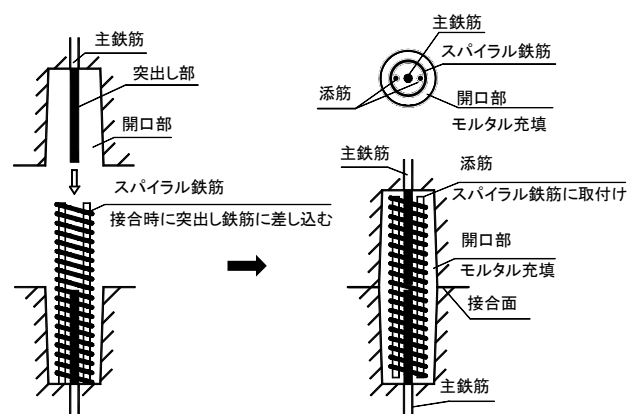 主鉄筋
突出し部
開口部
スパイラル鉄筋
接合時に突出し鉄筋に差し込む
主鉄筋
スパイラル鉄筋
添筋
開口部
モルタル充填
主鉄筋
添筋
スパイラル鉄筋に取付け
開口部
モルタル充填
接合面
主鉄筋